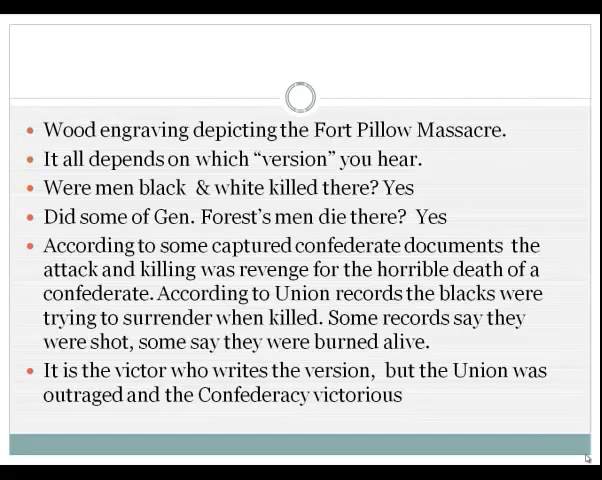 Wood engraving depicting the Fort Pillow Massacre.
It all depends on which “version” you hear.
Were men black & white killed there? Yes
Did some of Gen. Forest’s men die there? Yes
According to some captured confederate documents the
attack and killing was revenge for the horrible death of a
confederate. According to Union records the blacks were
trying to surrender when killed. Some records say they
were shot, some say they were burned alive.
It is the victor who writes the version, but the Union was
outraged and the Confederacy victorious